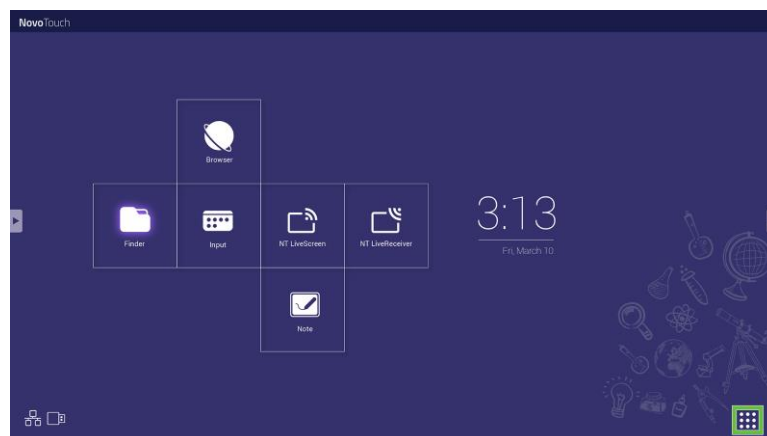 NovoTouch
Browser
Finder
Input
NT LiveScreen
NT LiveReceiver
3:13
Fri, March 10
Note